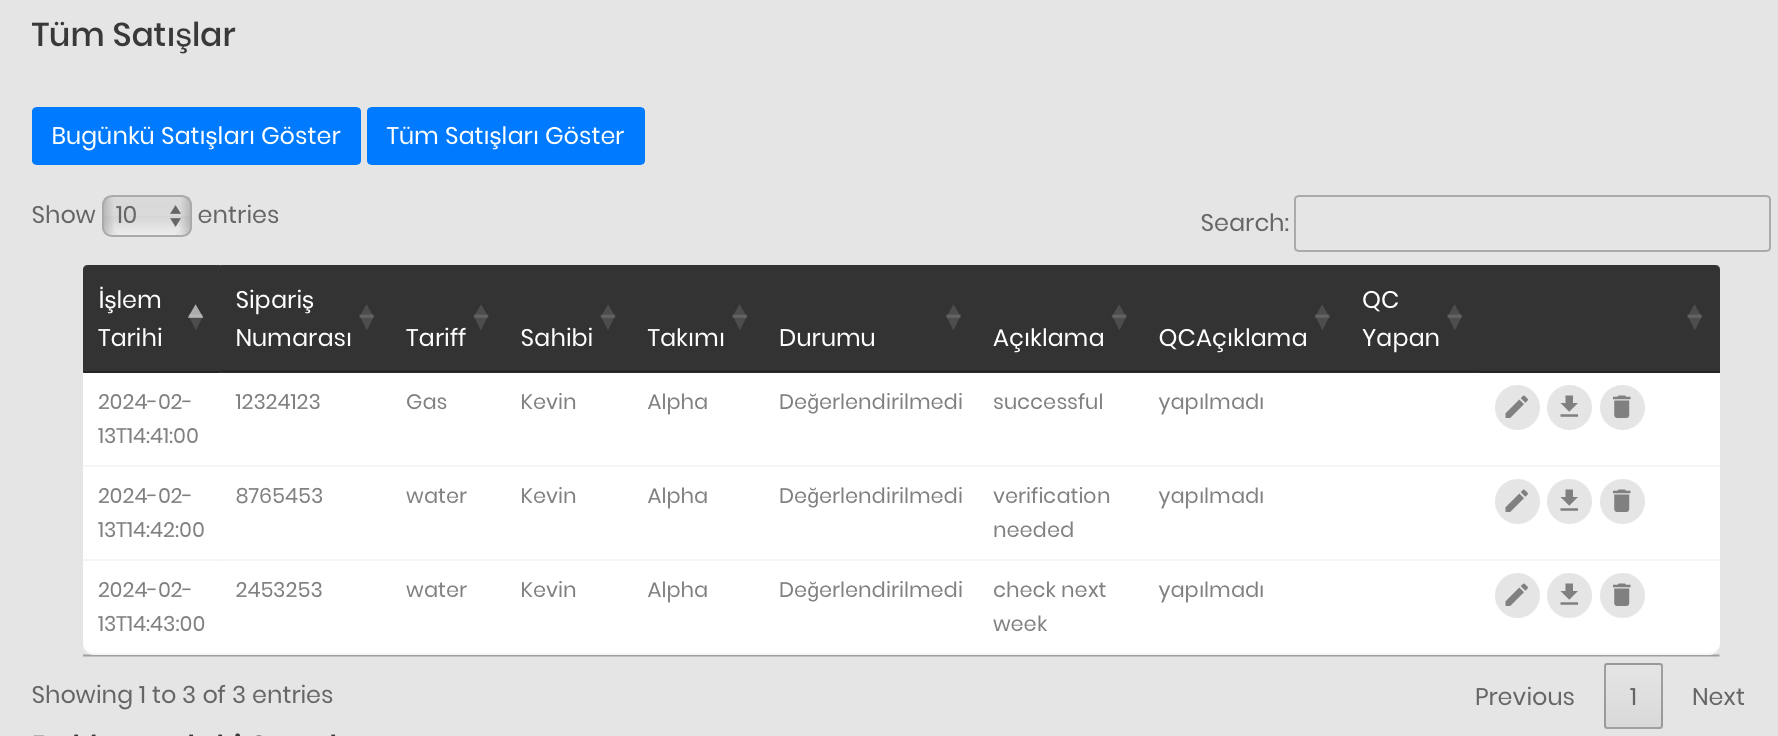 Tüm Satışlar
Bugünkü Satışları Göster Tüm Satışları Göster
Show 10 entries
Search:
İşlem Tarihi Sipariş Numarası Tariff Sahibi Takımı Durumu Açıklama QCAçıklama QC Yapan
2024-02-13T14:41:00 12324123 Gas Kevin Alpha Değerlendirilmedi successful yapılmadı
2024-02-13T14:42:00 8765453 water Kevin Alpha Değerlendirilmedi verification needed yapılmadı
2024-02-13T14:43:00 2453253 water Kevin Alpha Değerlendirilmedi check next week yapılmadı
Showing 1 to 3 of 3 entries
Previous 1 Next